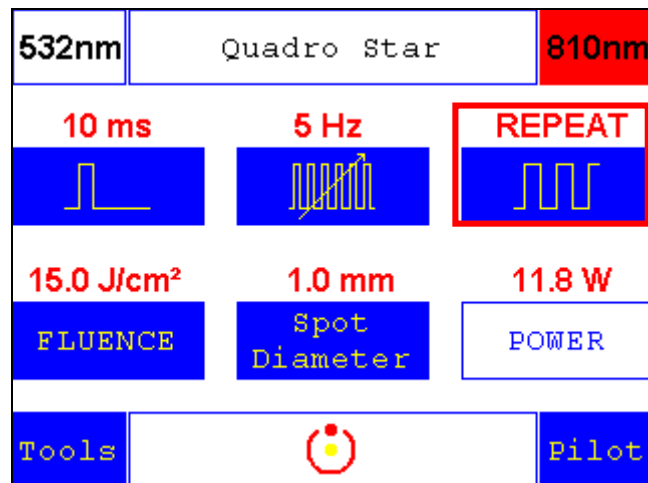 532nm
Quadro Star
810nm
10 ms
5 Hz
REPEAT
15.0 J/cm²
1.0 mm
11.8 W
FLUENCE
Spot
Diameter
POWER
Tools
Pilot